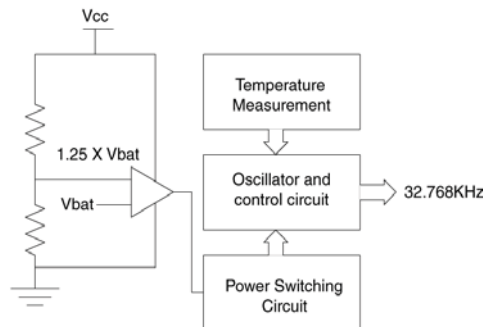 Vcc
Temperature
Measurement
1.25 X Vbat
Oscillator and
control circuit
32.768KHz
Vbat
Power Switching
Circuit